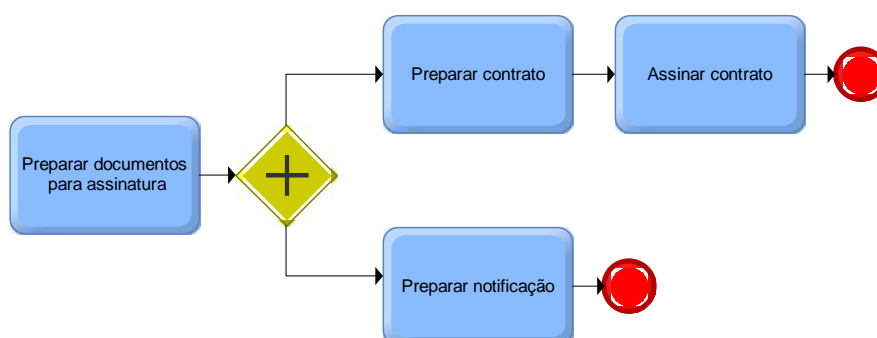 Preparar contrato
Assinar contrato
Preparar documentos
para assinatura
Preparar notificação